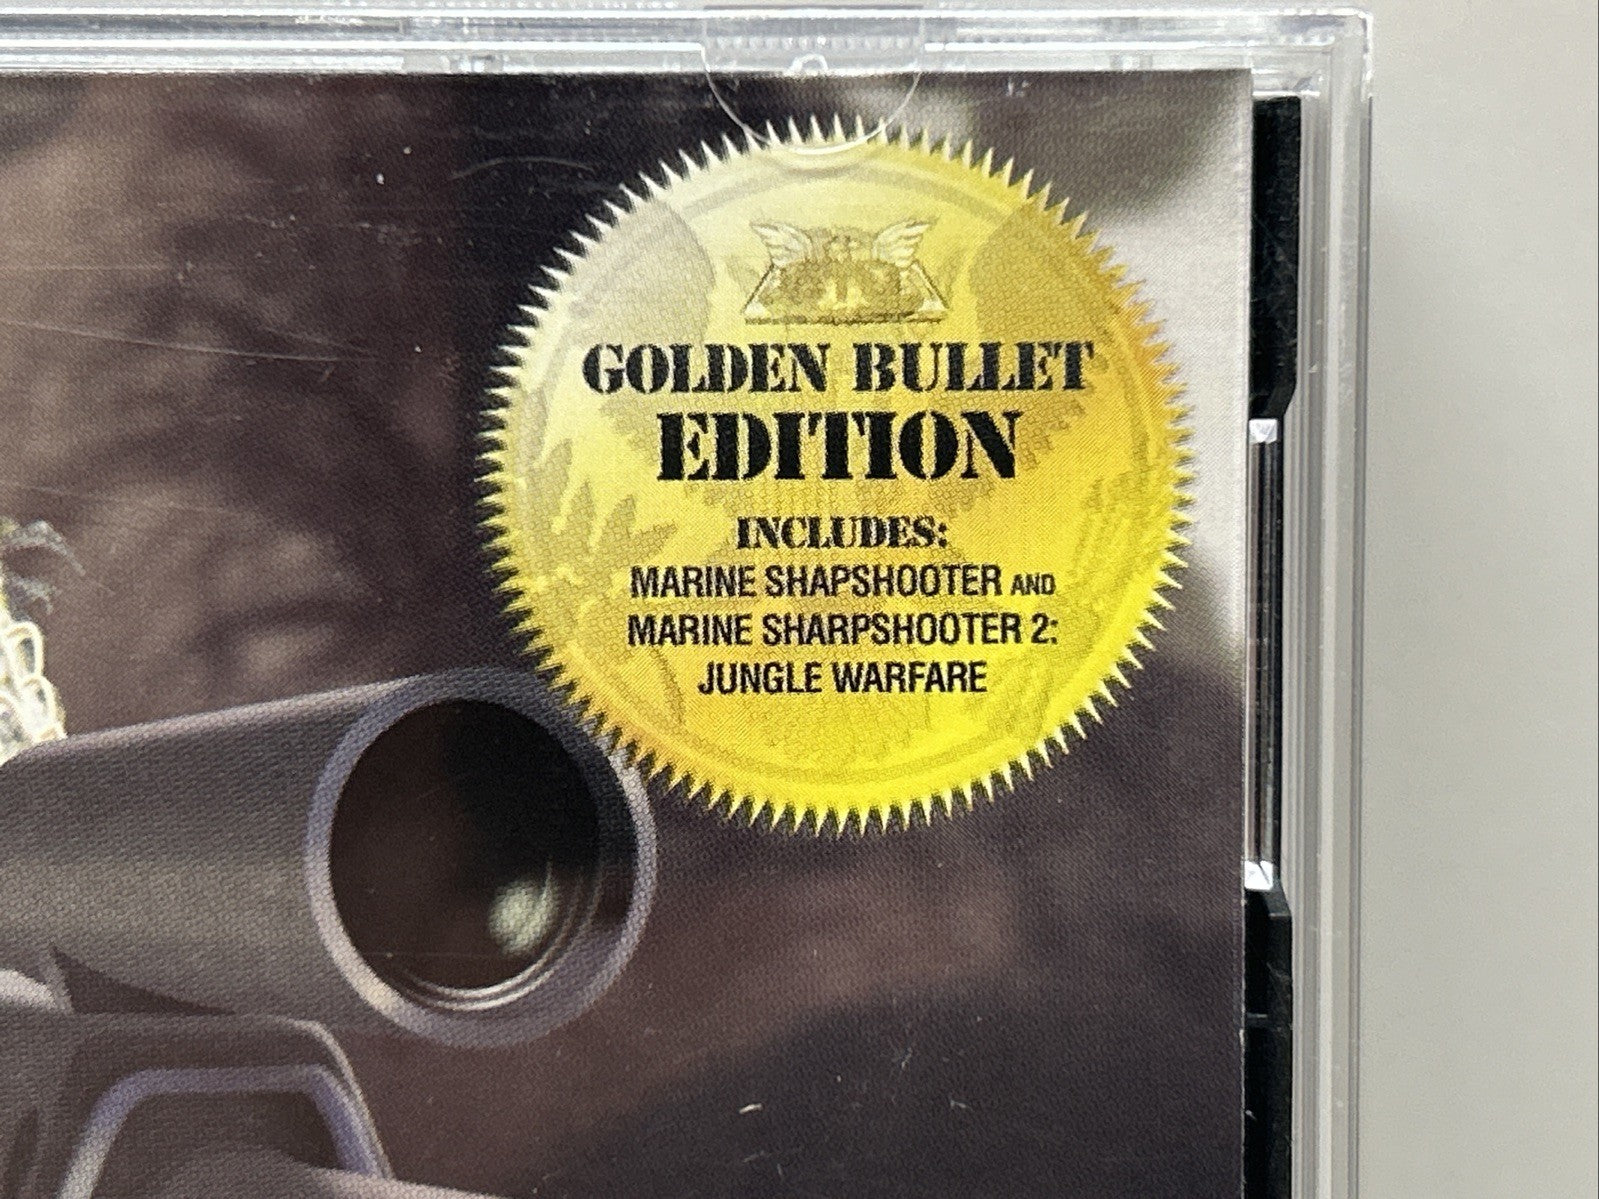 GOLDEN BULLET
EDITION
INCLUDES:
MARINE SHAPSHOOTER AND
MARINE SHARPSHOOTER 2:
JUNGLE WARFARE